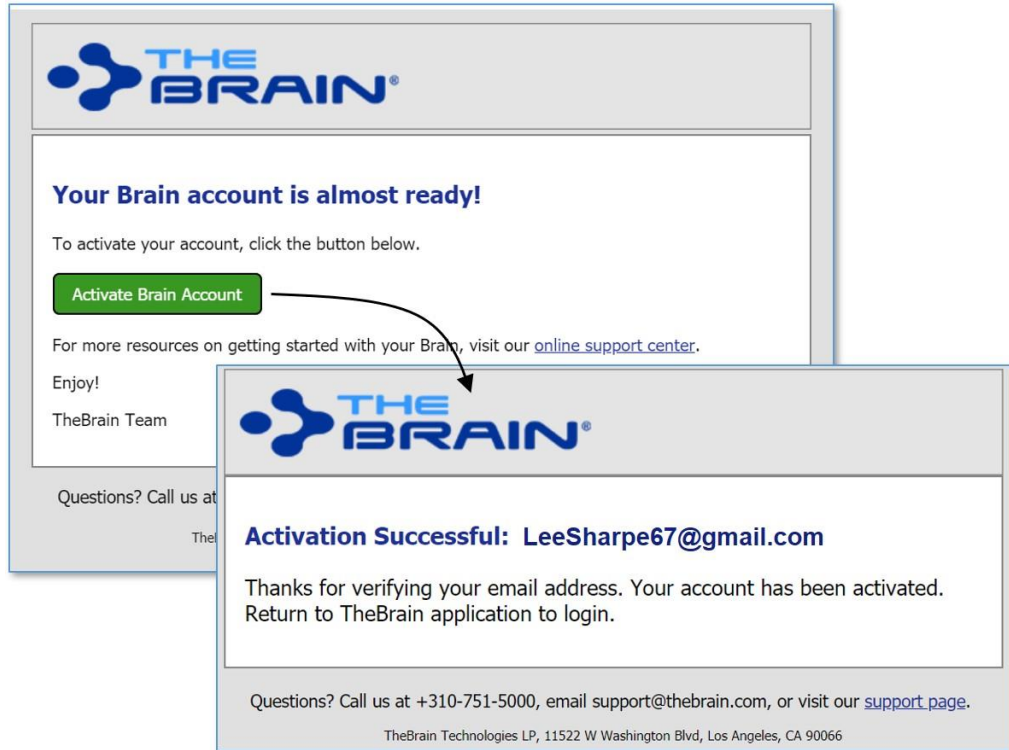 THE
BRAIN®
Your Brain account is almost ready!
To activate your account, click the button below.
Activate Brain Account
For more resources on getting started with your Brain, visit our online support center.
Enjoy!
TheBrain Team
Questions? Call us at
THE
BRAIN®
Activation Successful: LeeSharpe67@gmail.com
Thanks for verifying your email address. Your account has been activated.
Return to TheBrain application to login.
Questions? Call us at +310-751-5000, email support@thebrain.com, or visit our support page.
TheBrain Technologies LP, 11522 W Washington Blvd, Los Angeles, CA 90066